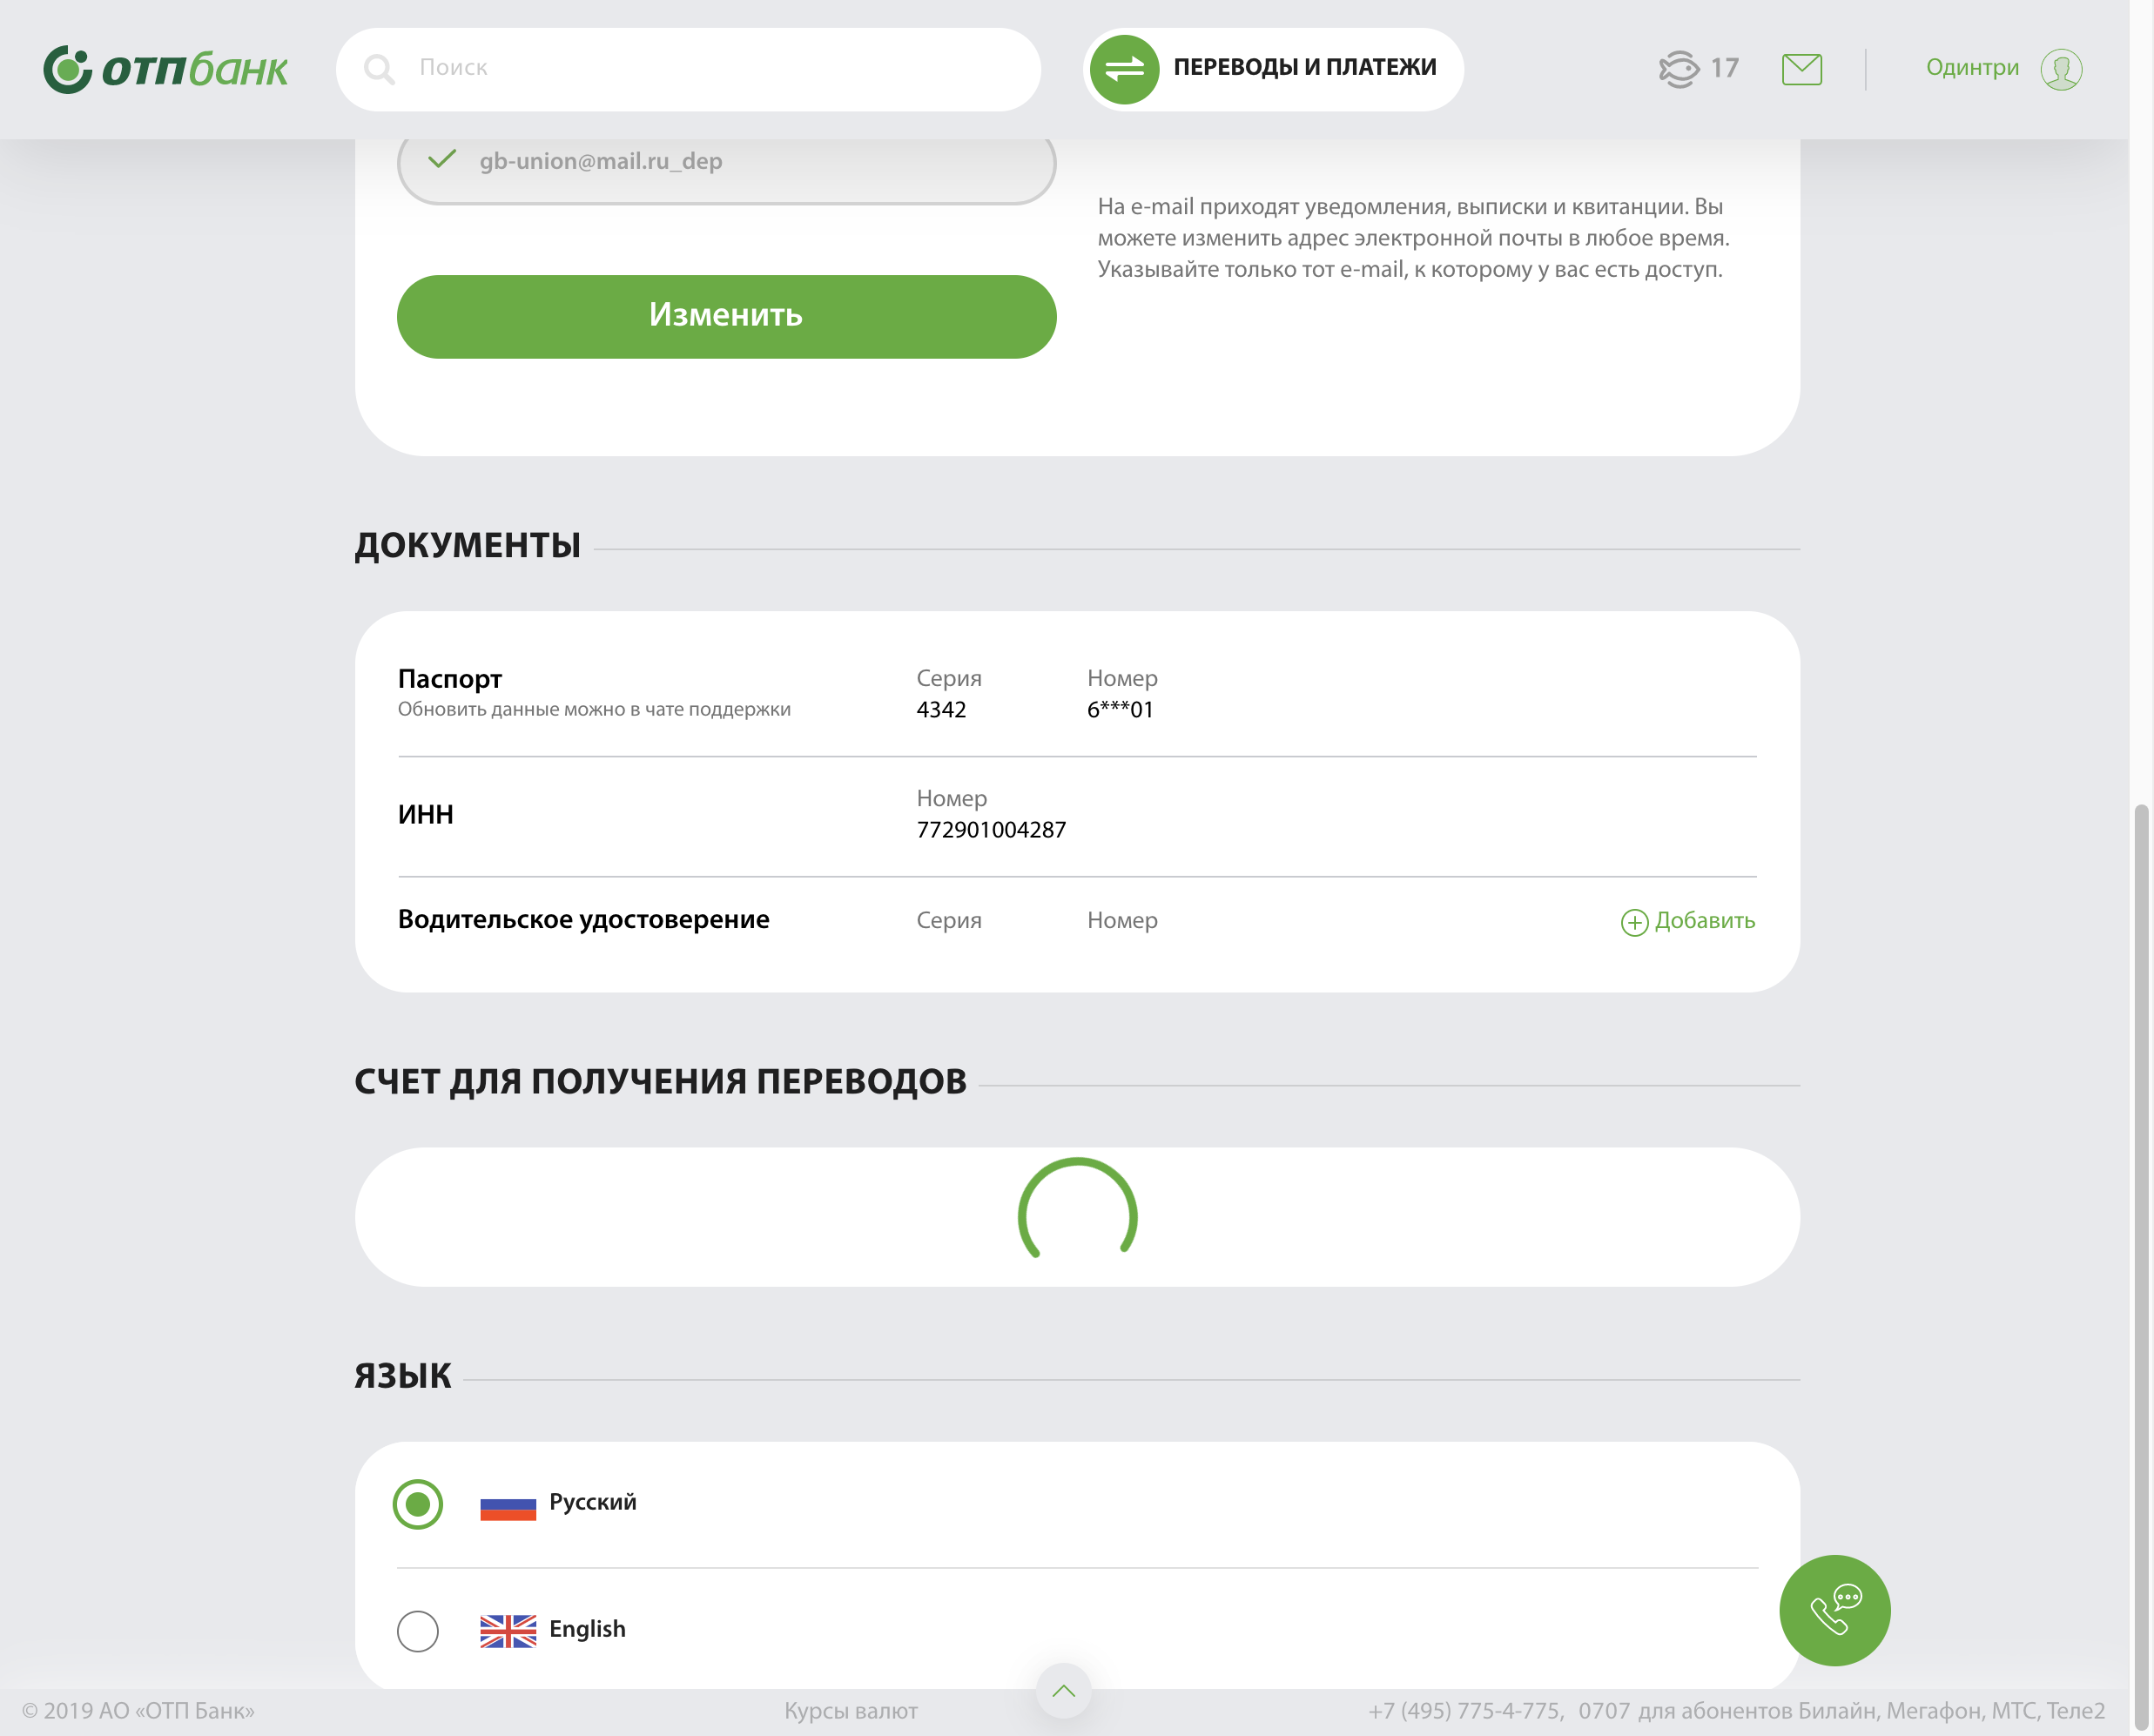 ОТПбанк
Поиск
ПЕРЕВОДЫ И ПЛАТЕЖИ
17
Одинтри
gb-union@mail.ru_dep
На e-mail приходят уведомления, выписки и квитанции. Вы
можете изменить адрес электронной почты в любое время.
Указывайте только тот e-mail, к которому у вас есть доступ.
Изменить
ДОКУМЕНТЫ
Паспорт
Обновить данные можно в чате поддержки
Серия
4342
Номер
6***01
ИНН
Номер
772901004287
Водительское удостоверение
Серия
Номер
Добавить
СЧЕТ ДЛЯ ПОЛУЧЕНИЯ ПЕРЕВОДОВ
ЯЗЫК
Русский
English
© 2019 АО «ОТП Банк»
Курсы валют
+7 (495) 775-4-775, 0707 для абонентов Билайн, Мегафон, МТС, Теле2